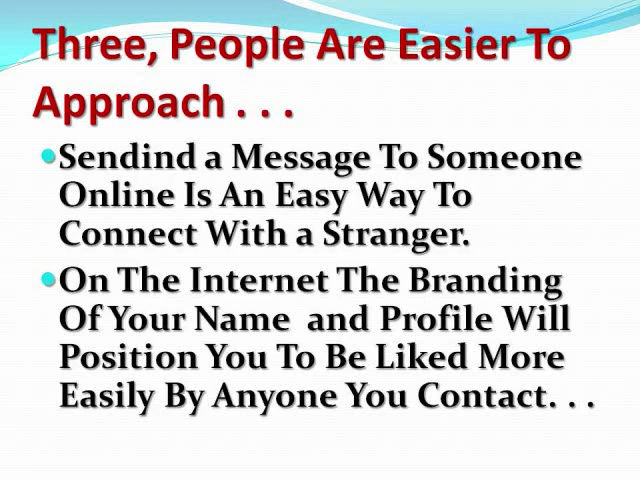 Three, People Are Easier To
Approach . . .
Sendind a Message To Someone
Online Is An Easy Way To
Connect With a Stranger.
On The Internet The Branding
Of Your Name  and Profile Will
Position You To Be Liked More
Easily By Anyone You Contact. . .